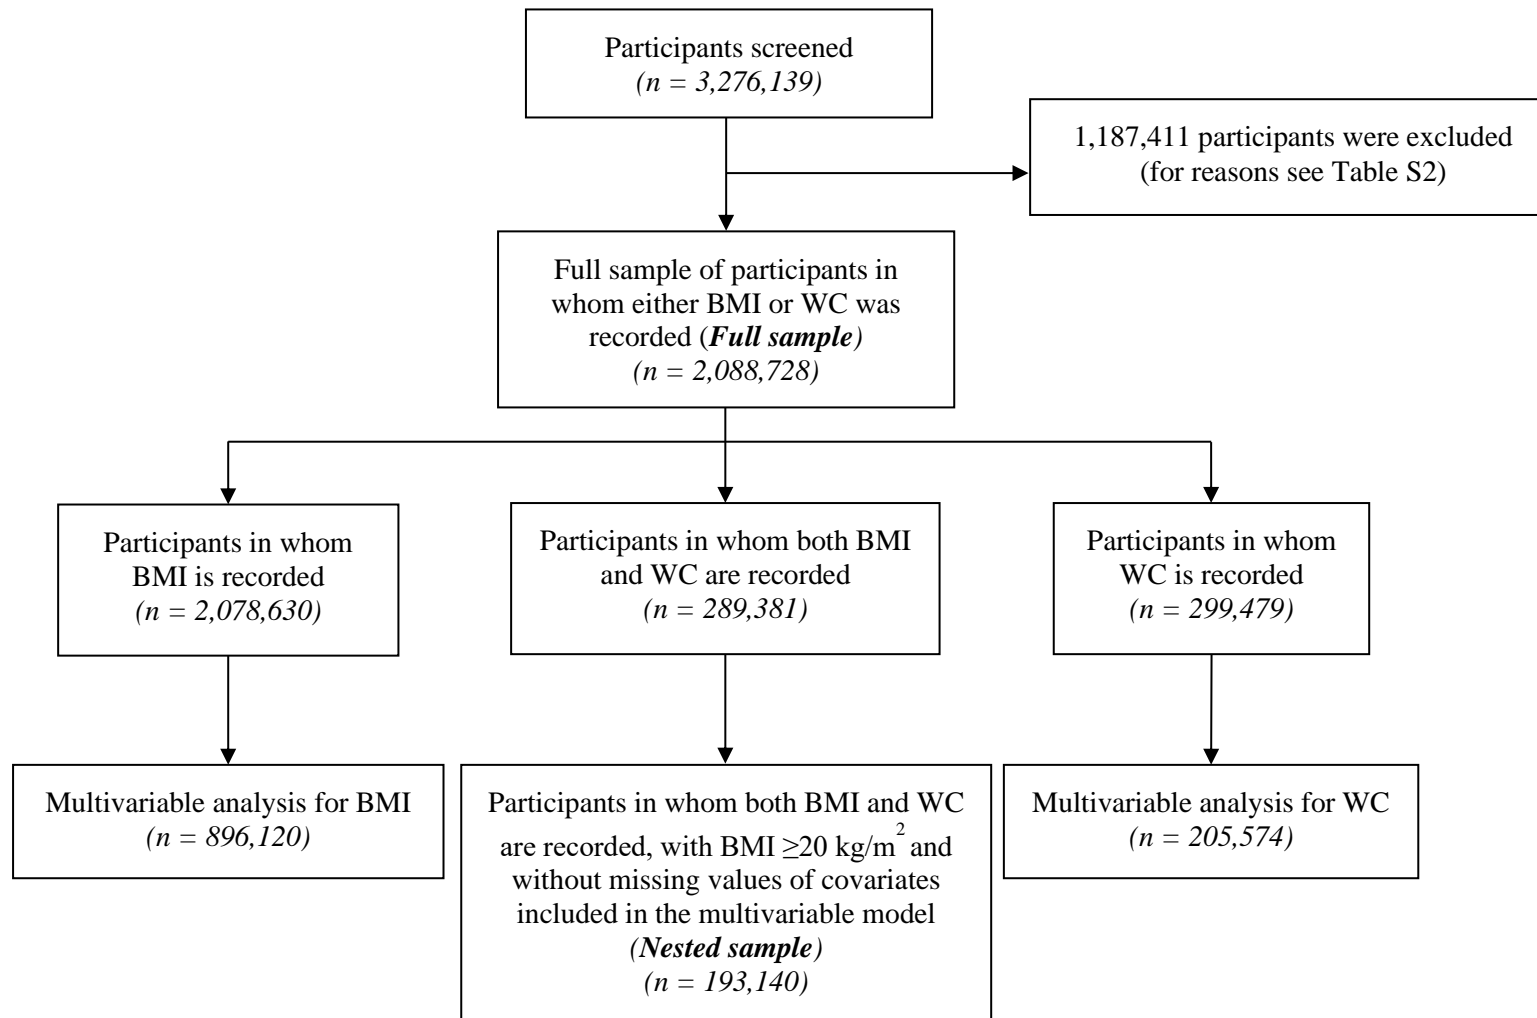 Participants screened
(n = 3,276,139)
1,187,411 participants were excluded
(for reasons see Table S2)
Full sample of participants in
whom either BMI or WC was
recorded (Full sample)
(n = 2,088,728)
Participants in whom
BMI is recorded
(n = 2,078,630)
Participants in whom both BMI
and WC are recorded
(n = 289,381)
Participants in whom
WC is recorded
(n = 299,479)
Multivariable analysis for BMI
(n = 896,120)
Participants in whom both BMI and WC
are recorded, with BMI ≥20 kg/m²  and
without missing values of covariates
included in the multivariable model
(Nested sample)
(n = 193,140)
Multivariable analysis for WC
(n = 205,574)